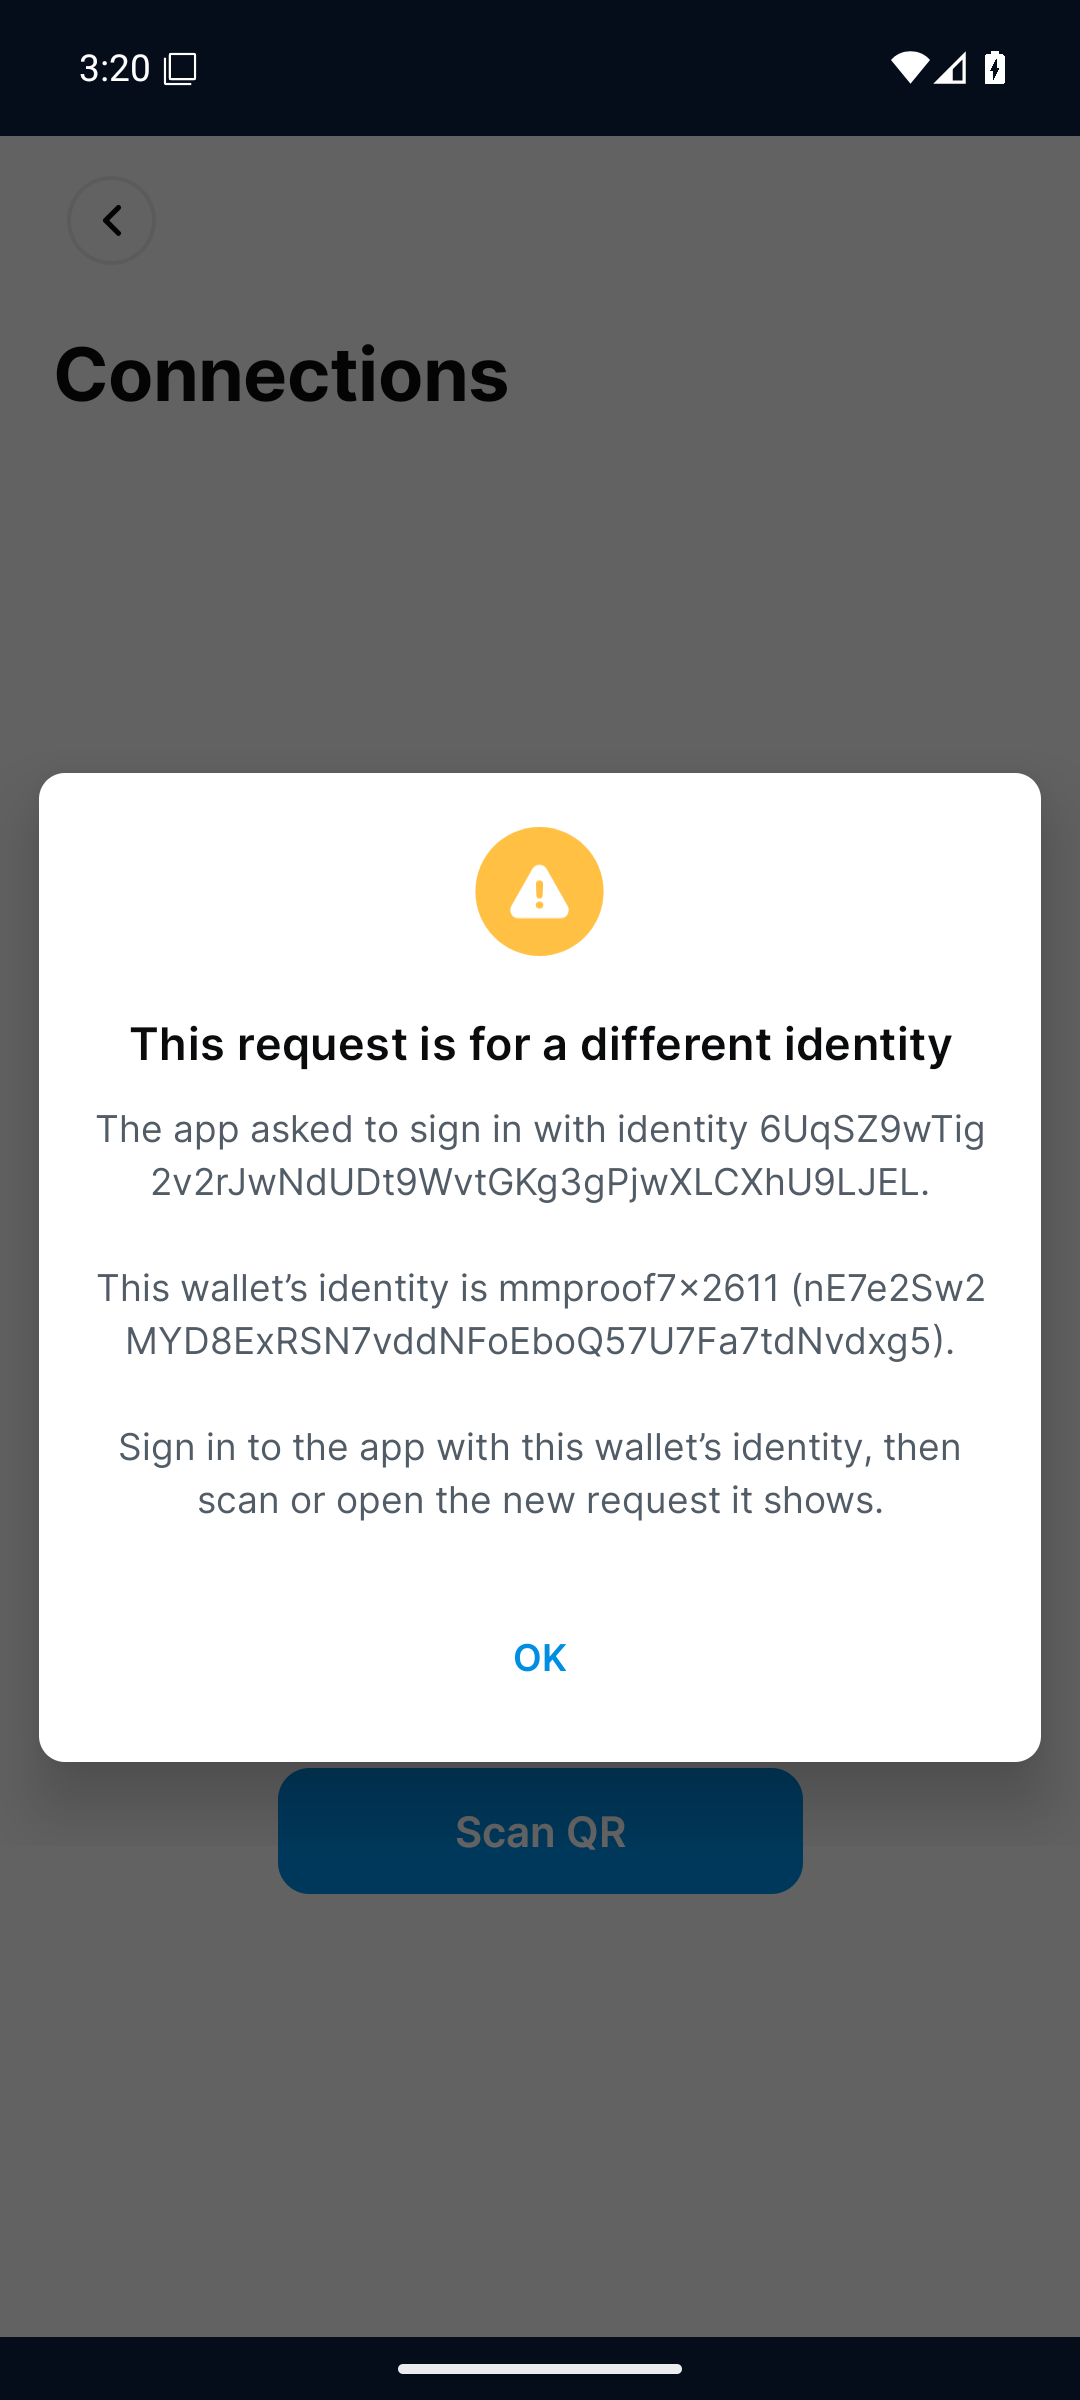 3:20
Connections
This request is for a different identity
The app asked to sign in with identity 6UqSZ9wTig
2v2rJwNdUDt9WvtGKg3gPjwXLCXhU9LJEL.
This wallet’s identity is mmproof7×2611 (nE7e2Sw2
MYD8ExRSN7vddNFoEboQ57U7Fa7tdNvdxg5).
Sign in to the app with this wallet’s identity, then
scan or open the new request it shows.
OK
Scan QR